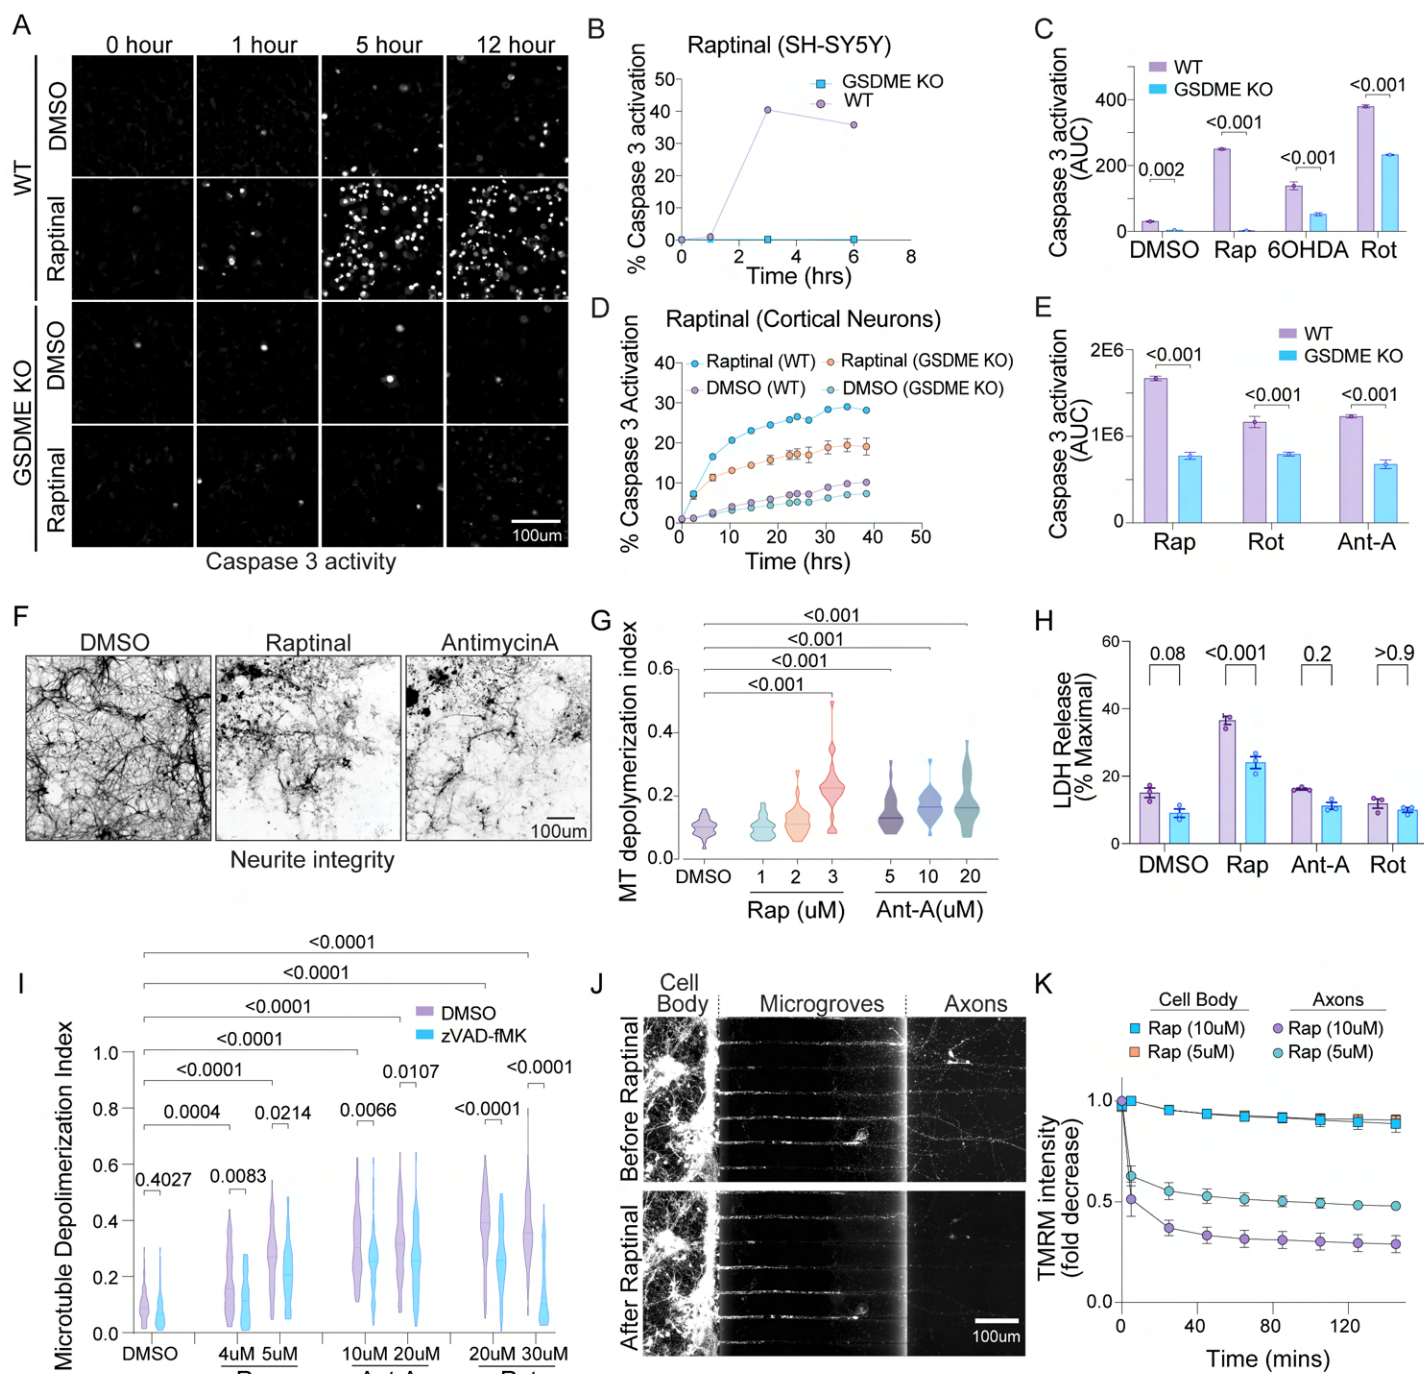 A
0 hour
1 hour
5 hour
12 hour
WT
DMSO
Raptinal
GSDME KO
DMSO
Raptinal
100um
Caspase 3 activity
B
Raptinal (SH-SY5Y)
GSDME KO
WT
% Caspase 3 activation
50
40
30
20
10
0
0 2 4 6 8
Time (hrs)
C
WT
GSDME KO
Caspase 3 activation
(AUC)
400
200
0
0.002
<0.001
<0.001
<0.001
DMSO Rap 6OHDA Rot
D
Raptinal (Cortical Neurons)
Raptinal (WT) Raptinal (GSDME KO)
DMSO (WT) DMSO (GSDME KO)
% Caspase 3 Activation
40
30
20
10
0
0 10 20 30 40 50
Time (hrs)
E
WT
GSDME KO
Caspase 3 activation
(AUC)
2E6
1E6
0
<0.001
<0.001
<0.001
Rap Rot Ant-A
F
DMSO
Raptinal
AntimycinA
100um
Neurite integrity
G
MT depolymerization index
<0.001
<0.001
<0.001
<0.001
0.6
0.4
0.2
0.0
DMSO 1 2 3 5 10 20
Rap (uM) Ant-A(uM)
H
LDH Release
(% Maximal)
60
40
20
0
0.08 <0.001 0.2 >0.9
DMSO Rap Ant-A Rot
I
Microtuble Depolimerization Index
<0.0001
<0.0001
<0.0001
<0.0001
<0.0001
0.0004
DMSO
zVAD-fMK
0.4027
0.0083
0.0214
0.0066
0.0107
<0.0001
<0.0001
1.0
0.8
0.6
0.4
0.2
0.0
DMSO 4uM 5uM 10uM 20uM 20uM 30uM
J
Cell
Body
Microgroves
Axons
Before Raptinal
After Raptinal
100um
K
Cell Body Axons
Rap (10uM) Rap (10uM)
Rap (5uM) Rap (5uM)
TMRM intensity
(fold decrease)
1.0
0.5
0.0
0 40 80 120
Time (mins)